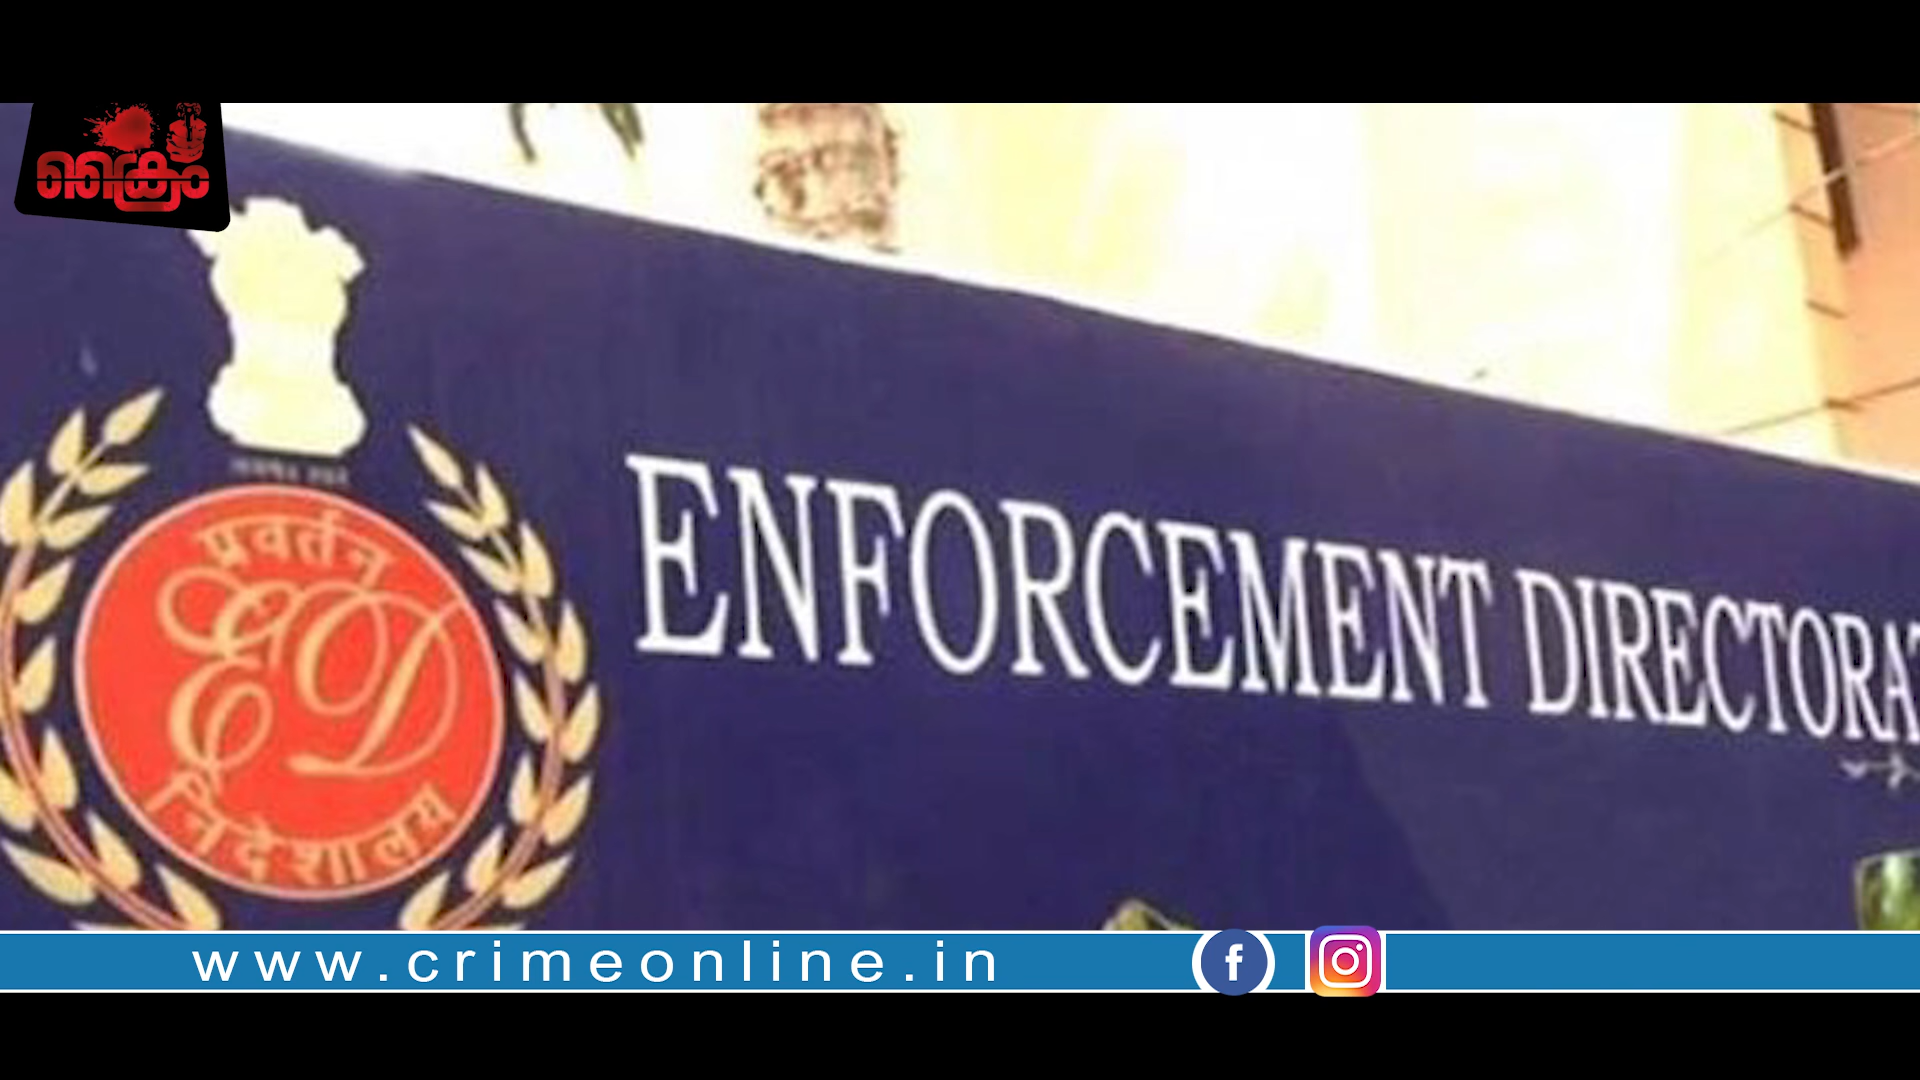 ക്രൈം
प्रवर्तन
ED
निदेशालय
ENFORCEMENT DIRECTORAT
www.crimeonline.in
f